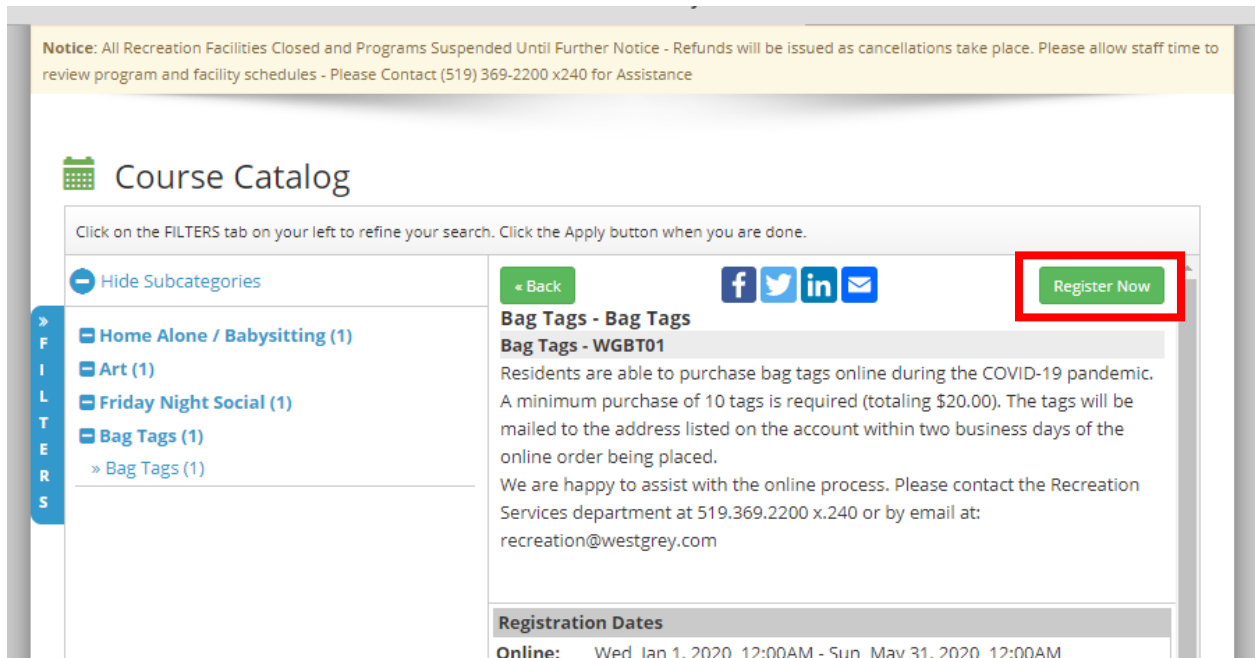 Notice: All Recreation Facilities Closed and Programs Suspended Until Further Notice - Refunds will be issued as cancellations take place. Please allow staff time to
review program and facility schedules - Please Contact (519) 369-2200 x240 for Assistance
Course Catalog
Click on the FILTERS tab on your left to refine your search. Click the Apply button when you are done.
Hide Subcategories
» FILTERS
Home Alone / Babysitting (1)
Art (1)
Friday Night Social (1)
Bag Tags (1)
» Bag Tags (1)
« Back
Register Now
Bag Tags - Bag Tags
Bag Tags - WGBT01
Residents are able to purchase bag tags online during the COVID-19 pandemic.
A minimum purchase of 10 tags is required (totaling $20.00). The tags will be
mailed to the address listed on the account within two business days of the
online order being placed.
We are happy to assist with the online process. Please contact the Recreation
Services department at 519.369.2200 x.240 or by email at:
recreation@westgrey.com
Registration Dates
Online: Wed, Jan 1, 2020 12:00AM - Sun, May 31, 2020 12:00AM